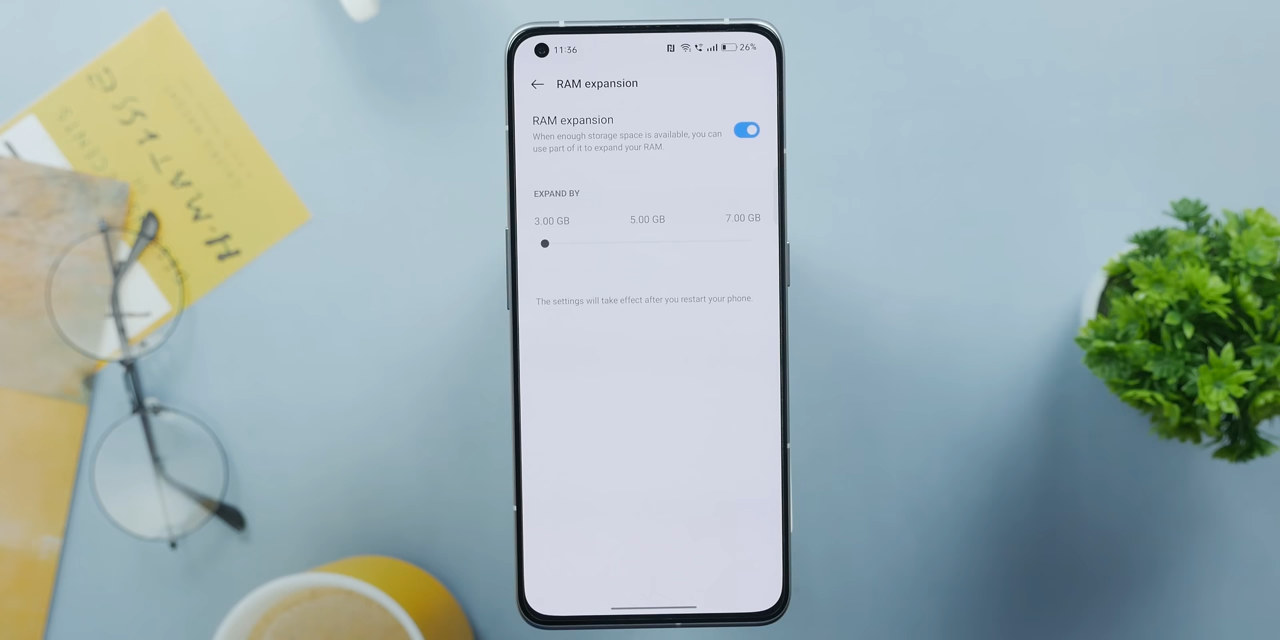 11:36
26%
RAM expansion
RAM expansion
When enough storage space is available, you can
use part of it to expand your RAM.
EXPAND BY
3.00 GB 5.00 GB 7.00 GB
The settings will take effect after you restart your phone.
CENTS